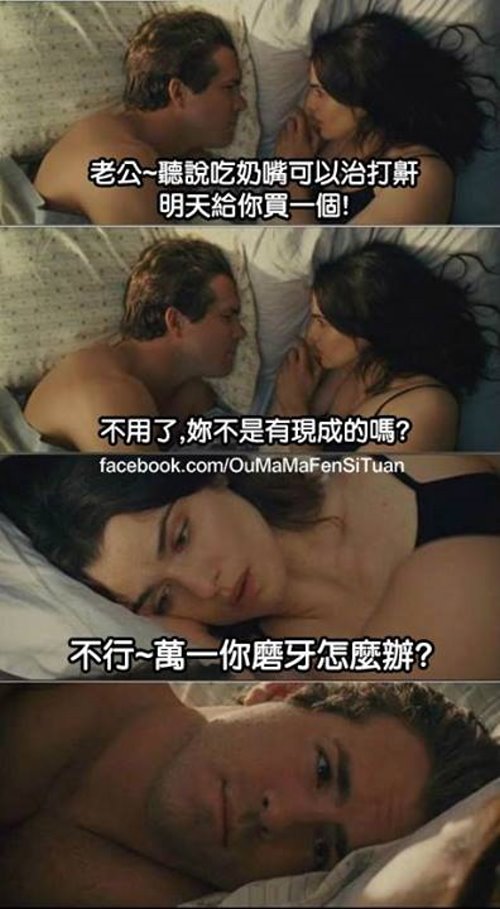 老公~聽說吃奶嘴可以治打鼾
明天給你買一個!
不用了,妳不是有現成的嗎?
facebook.com/OuMaMaFenSiTuan
不行~萬一你磨牙怎麼辦?